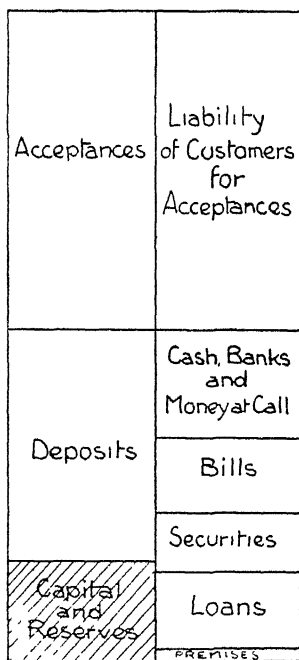 Acceptances
Liability
of Customers
for
Acceptances
Deposits
Cash, Banks
and
Money at Call
Bills
Securities
Capital
and
Reserves
Loans
PREMISES